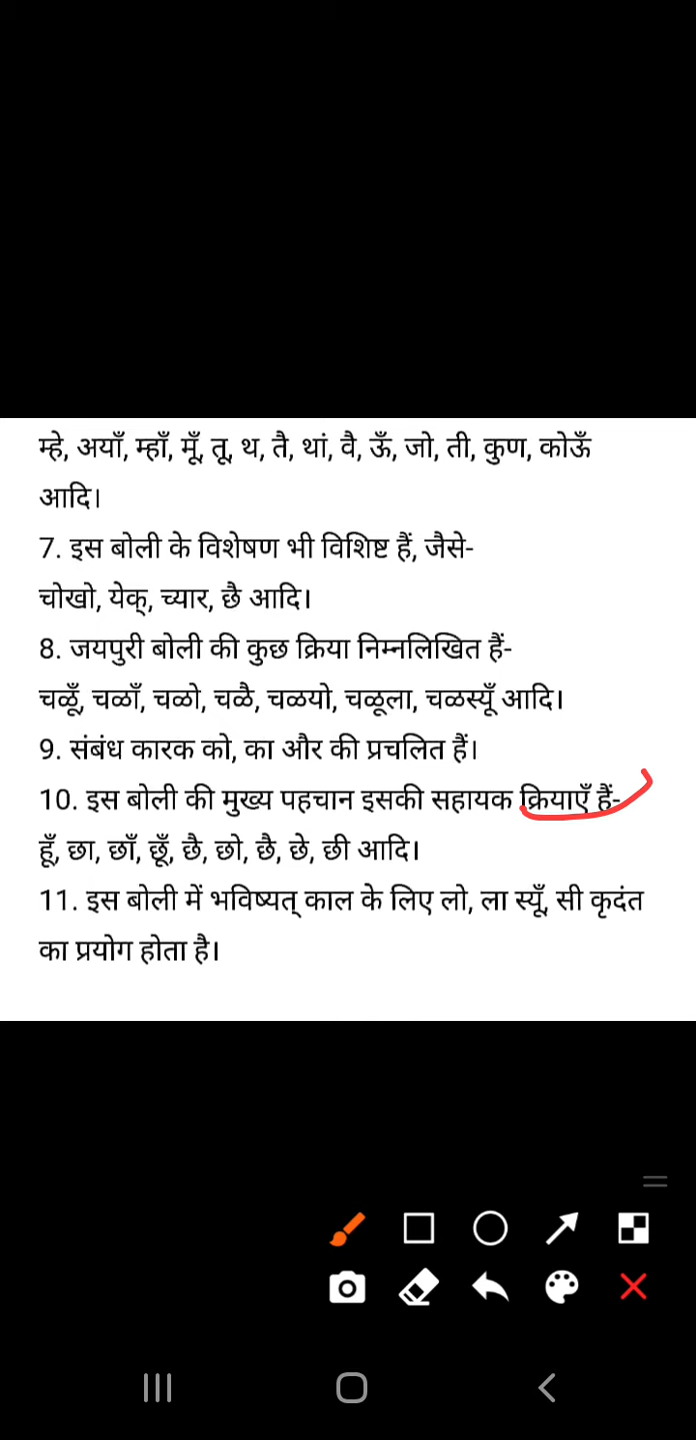 म्हे, अयाँ, म्हाँ, मूँ, तू, थ, तै, थां, वै, ऊँ, जो, ती, कुण, कोऊँ
आदि।
7. इस बोली के विशेषण भी विशिष्ट हैं, जैसे-
चोखो, येक्, च्यार, छै आदि।
8. जयपुरी बोली की कुछ क्रिया निम्नलिखित हैं-
चळूँ, चळाँ, चळो, चळै, चळयो, चळूला, चळस्यूँ आदि।
9. संबंध कारक को, का और की प्रचलित हैं।
10. इस बोली की मुख्य पहचान इसकी सहायक क्रियाएँ हैं-
हूँ, छा, छाँ, छूँ, छै, छो, छै, छे, छी आदि।
11. इस बोली में भविष्यत् काल के लिए लो, ला स्यूँ, सी कृदंत
का प्रयोग होता है।